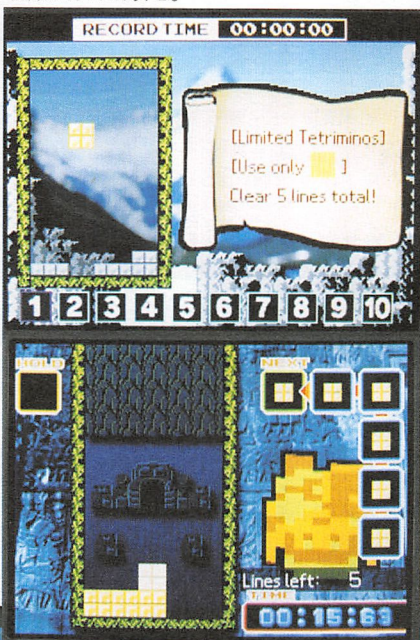 RECORD TIME 00:00:00
[Limited Tetriminos]
[Use only ]
Clear 5 lines total!
1 2 3 4 5 6 7 8 9 10
HOLD
NEXT
Lines left: 5
TIME
00:15:63